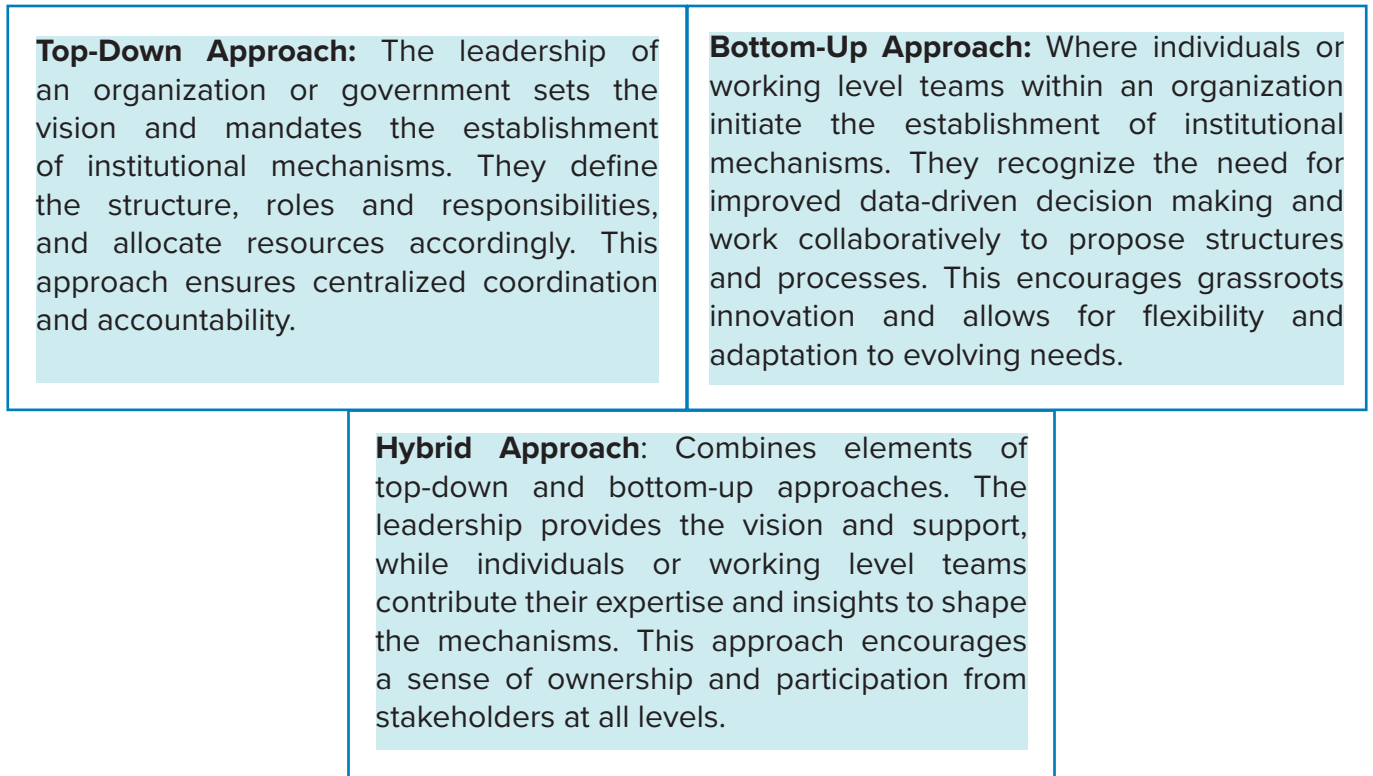 Top-Down Approach: The leadership of
an organization or government sets the
vision and mandates the establishment
of institutional mechanisms. They define
the structure, roles and responsibilities,
and allocate resources accordingly. This
approach ensures centralized coordination
and accountability.
Bottom-Up Approach: Where individuals or
working level teams within an organization
initiate the establishment of institutional
mechanisms. They recognize the need for
improved data-driven decision making and
work collaboratively to propose structures
and processes. This encourages grassroots
innovation and allows for flexibility and
adaptation to evolving needs.
Hybrid Approach: Combines elements of
top-down and bottom-up approaches. The
leadership provides the vision and support,
while individuals or working level teams
contribute their expertise and insights to shape
the mechanisms. This approach encourages
a sense of ownership and participation from
stakeholders at all levels.